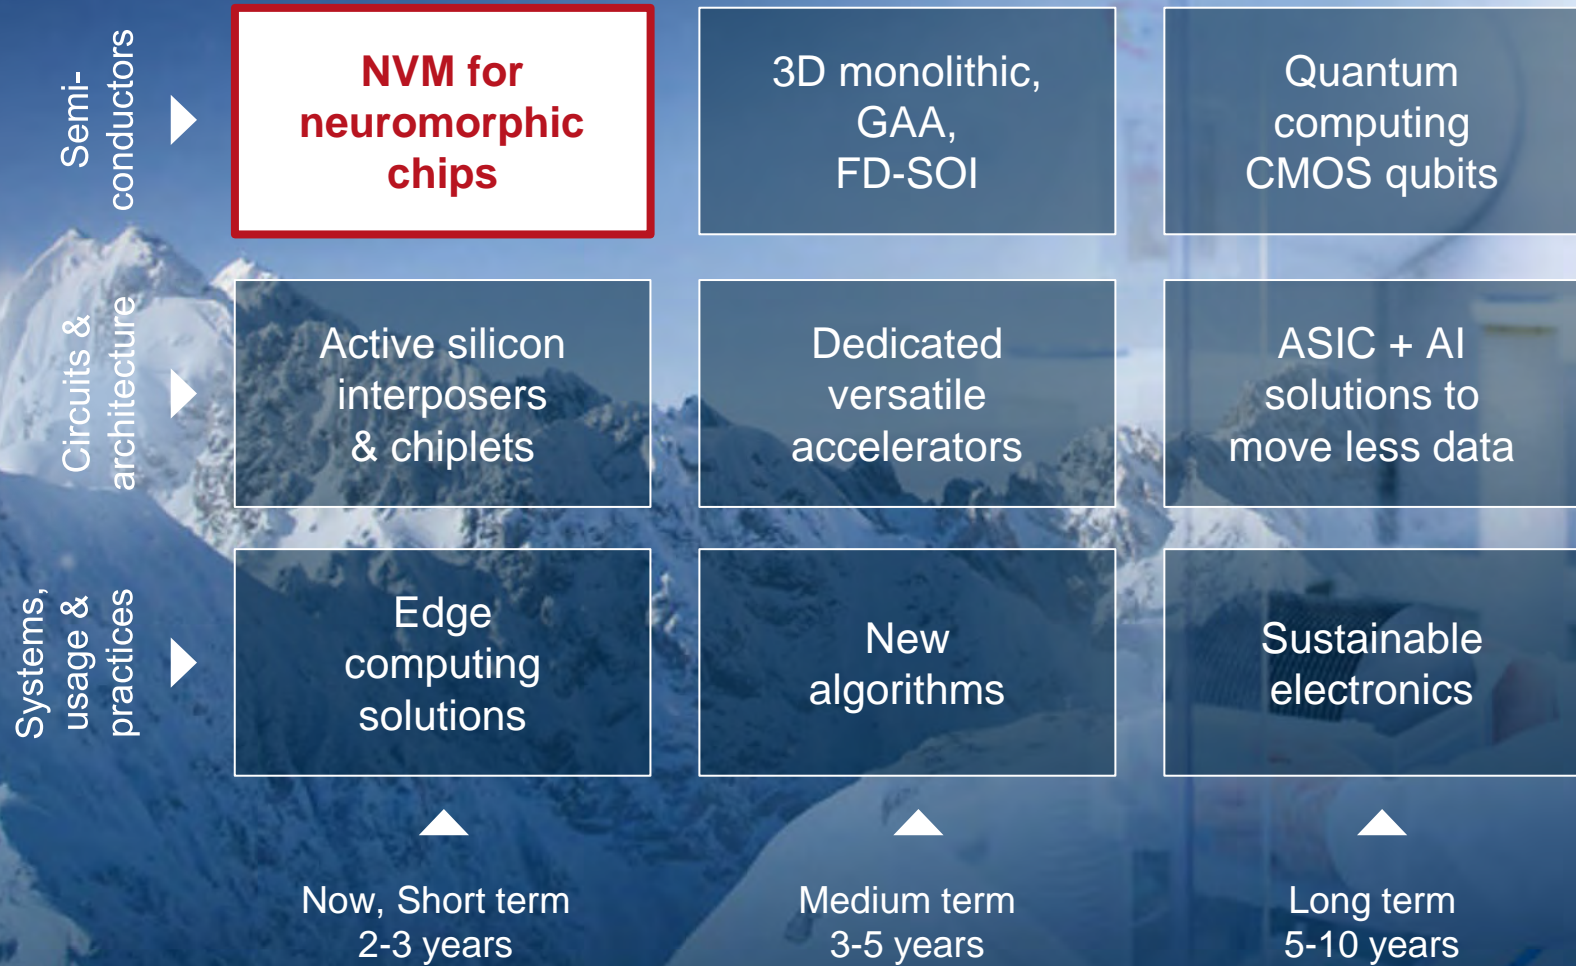 Semi-
conductors
NVM for
neuromorphic
chips
3D monolithic,
GAA,
FD-SOI
Quantum
computing
CMOS qubits
Circuits &
architecture
Active silicon
interposers
& chiplets
Dedicated
versatile
accelerators
ASIC + AI
solutions to
move less data
Systems,
usage &
practices
Edge
computing
solutions
New
algorithms
Sustainable
electronics
Now, Short term
2-3 years
Medium term
3-5 years
Long term
5-10 years